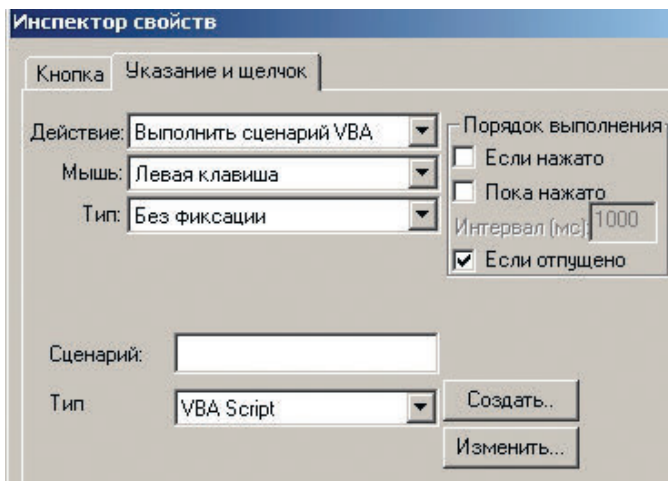 Инспектор свойств
Кнопка Указание и щелчок
Действие: Выполнить сценарий VBA
Порядок выполнения
Если нажато
Мышь: Левая клавиша
Пока нажато
Тип: Без фиксации
Интервал (мс): 1000
Если отпущено
Сценарий:
Тип VBA Script
Создать..
Изменить...